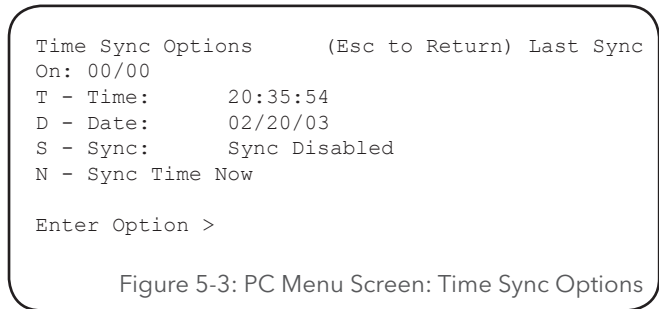 Time Sync Options (Esc to Return) Last Sync
On: 00/00
T - Time: 20:35:54
D - Date: 02/20/03
S - Sync: Sync Disabled
N - Sync Time Now
Enter Option >
Figure 5-3: PC Menu Screen: Time Sync Options